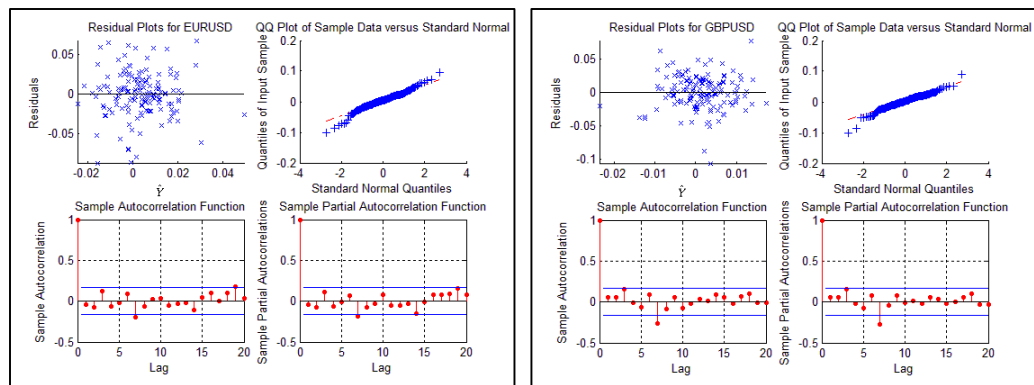 Residual Plots for EURUSD
0.05
0
-0.05
Residuals
-0.02 0 0.02 0.04
Ŷ
QQ Plot of Sample Data versus Standard Normal
0.2
0.1
0
-0.1
-0.2
Quantiles of Input Sample
-4 -2 0 2 4
Standard Normal Quantiles
Sample Autocorrelation Function
1
0.5
0
-0.5
Sample Autocorrelation
0 5 10 15 20
Lag
Sample Partial Autocorrelation Function
1
0.5
0
-0.5
Sample Partial Autocorrelations
0 5 10 15 20
Lag
Residual Plots for GBPUSD
0.05
0
-0.05
-0.1
Residuals
-0.02 -0.01 0 0.01
Ŷ
QQ Plot of Sample Data versus Standard Normal
0.2
0.1
0
-0.1
-0.2
Quantiles of Input Sample
-4 -2 0 2 4
Standard Normal Quantiles
Sample Autocorrelation Function
1
0.5
0
-0.5
Sample Autocorrelation
0 5 10 15 20
Lag
Sample Partial Autocorrelation Function
1
0.5
0
-0.5
Sample Partial Autocorrelations
0 5 10 15 20
Lag